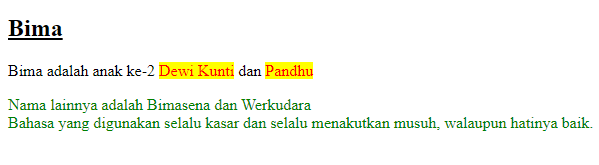 Bima
Bima adalah anak ke-2 Dewi Kunti dan Pandhu
Nama lainnya adalah Bimasena dan Werkudara
Bahasa yang digunakan selalu kasar dan selalu menakutkan musuh, walaupun hatinya baik.